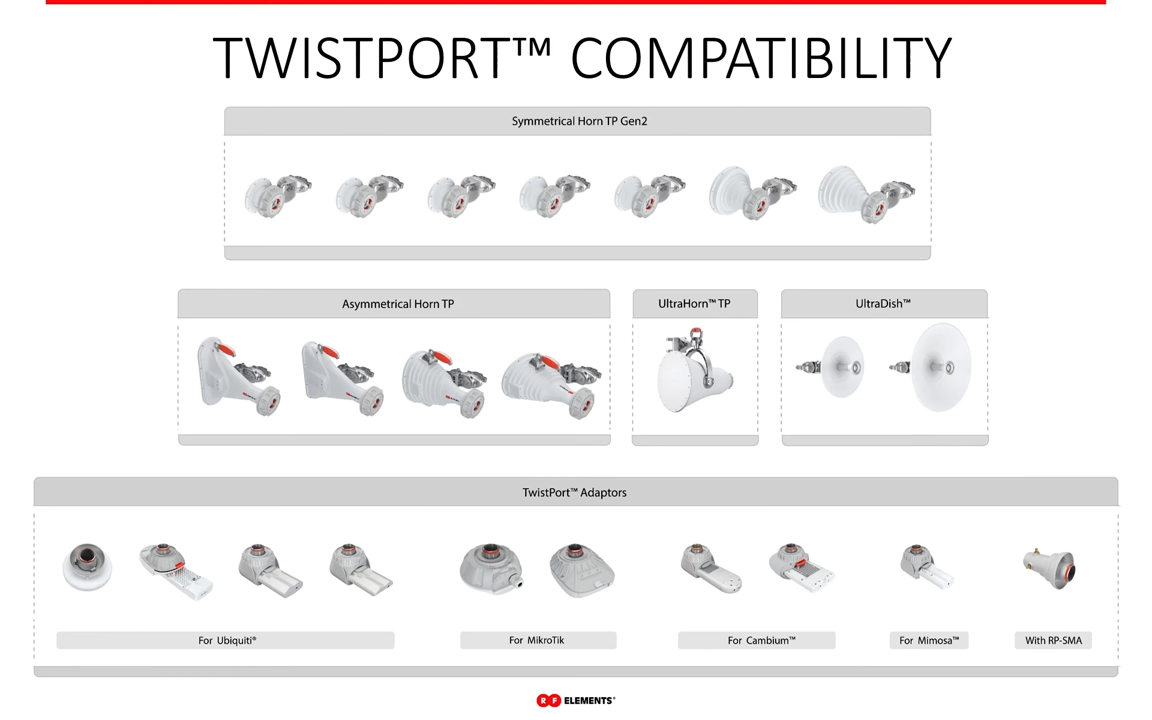 TWISTPORT™ COMPATIBILITY
Symmetrical Horn TP Gen2
Asymmetrical Horn TP
UltraHorn™ TP
UltraDish™
TwistPort™ Adaptors
For Ubiquiti®
For MikroTik
For Cambium™
For Mimosa™
With RP-SMA
RF ELEMENTS®